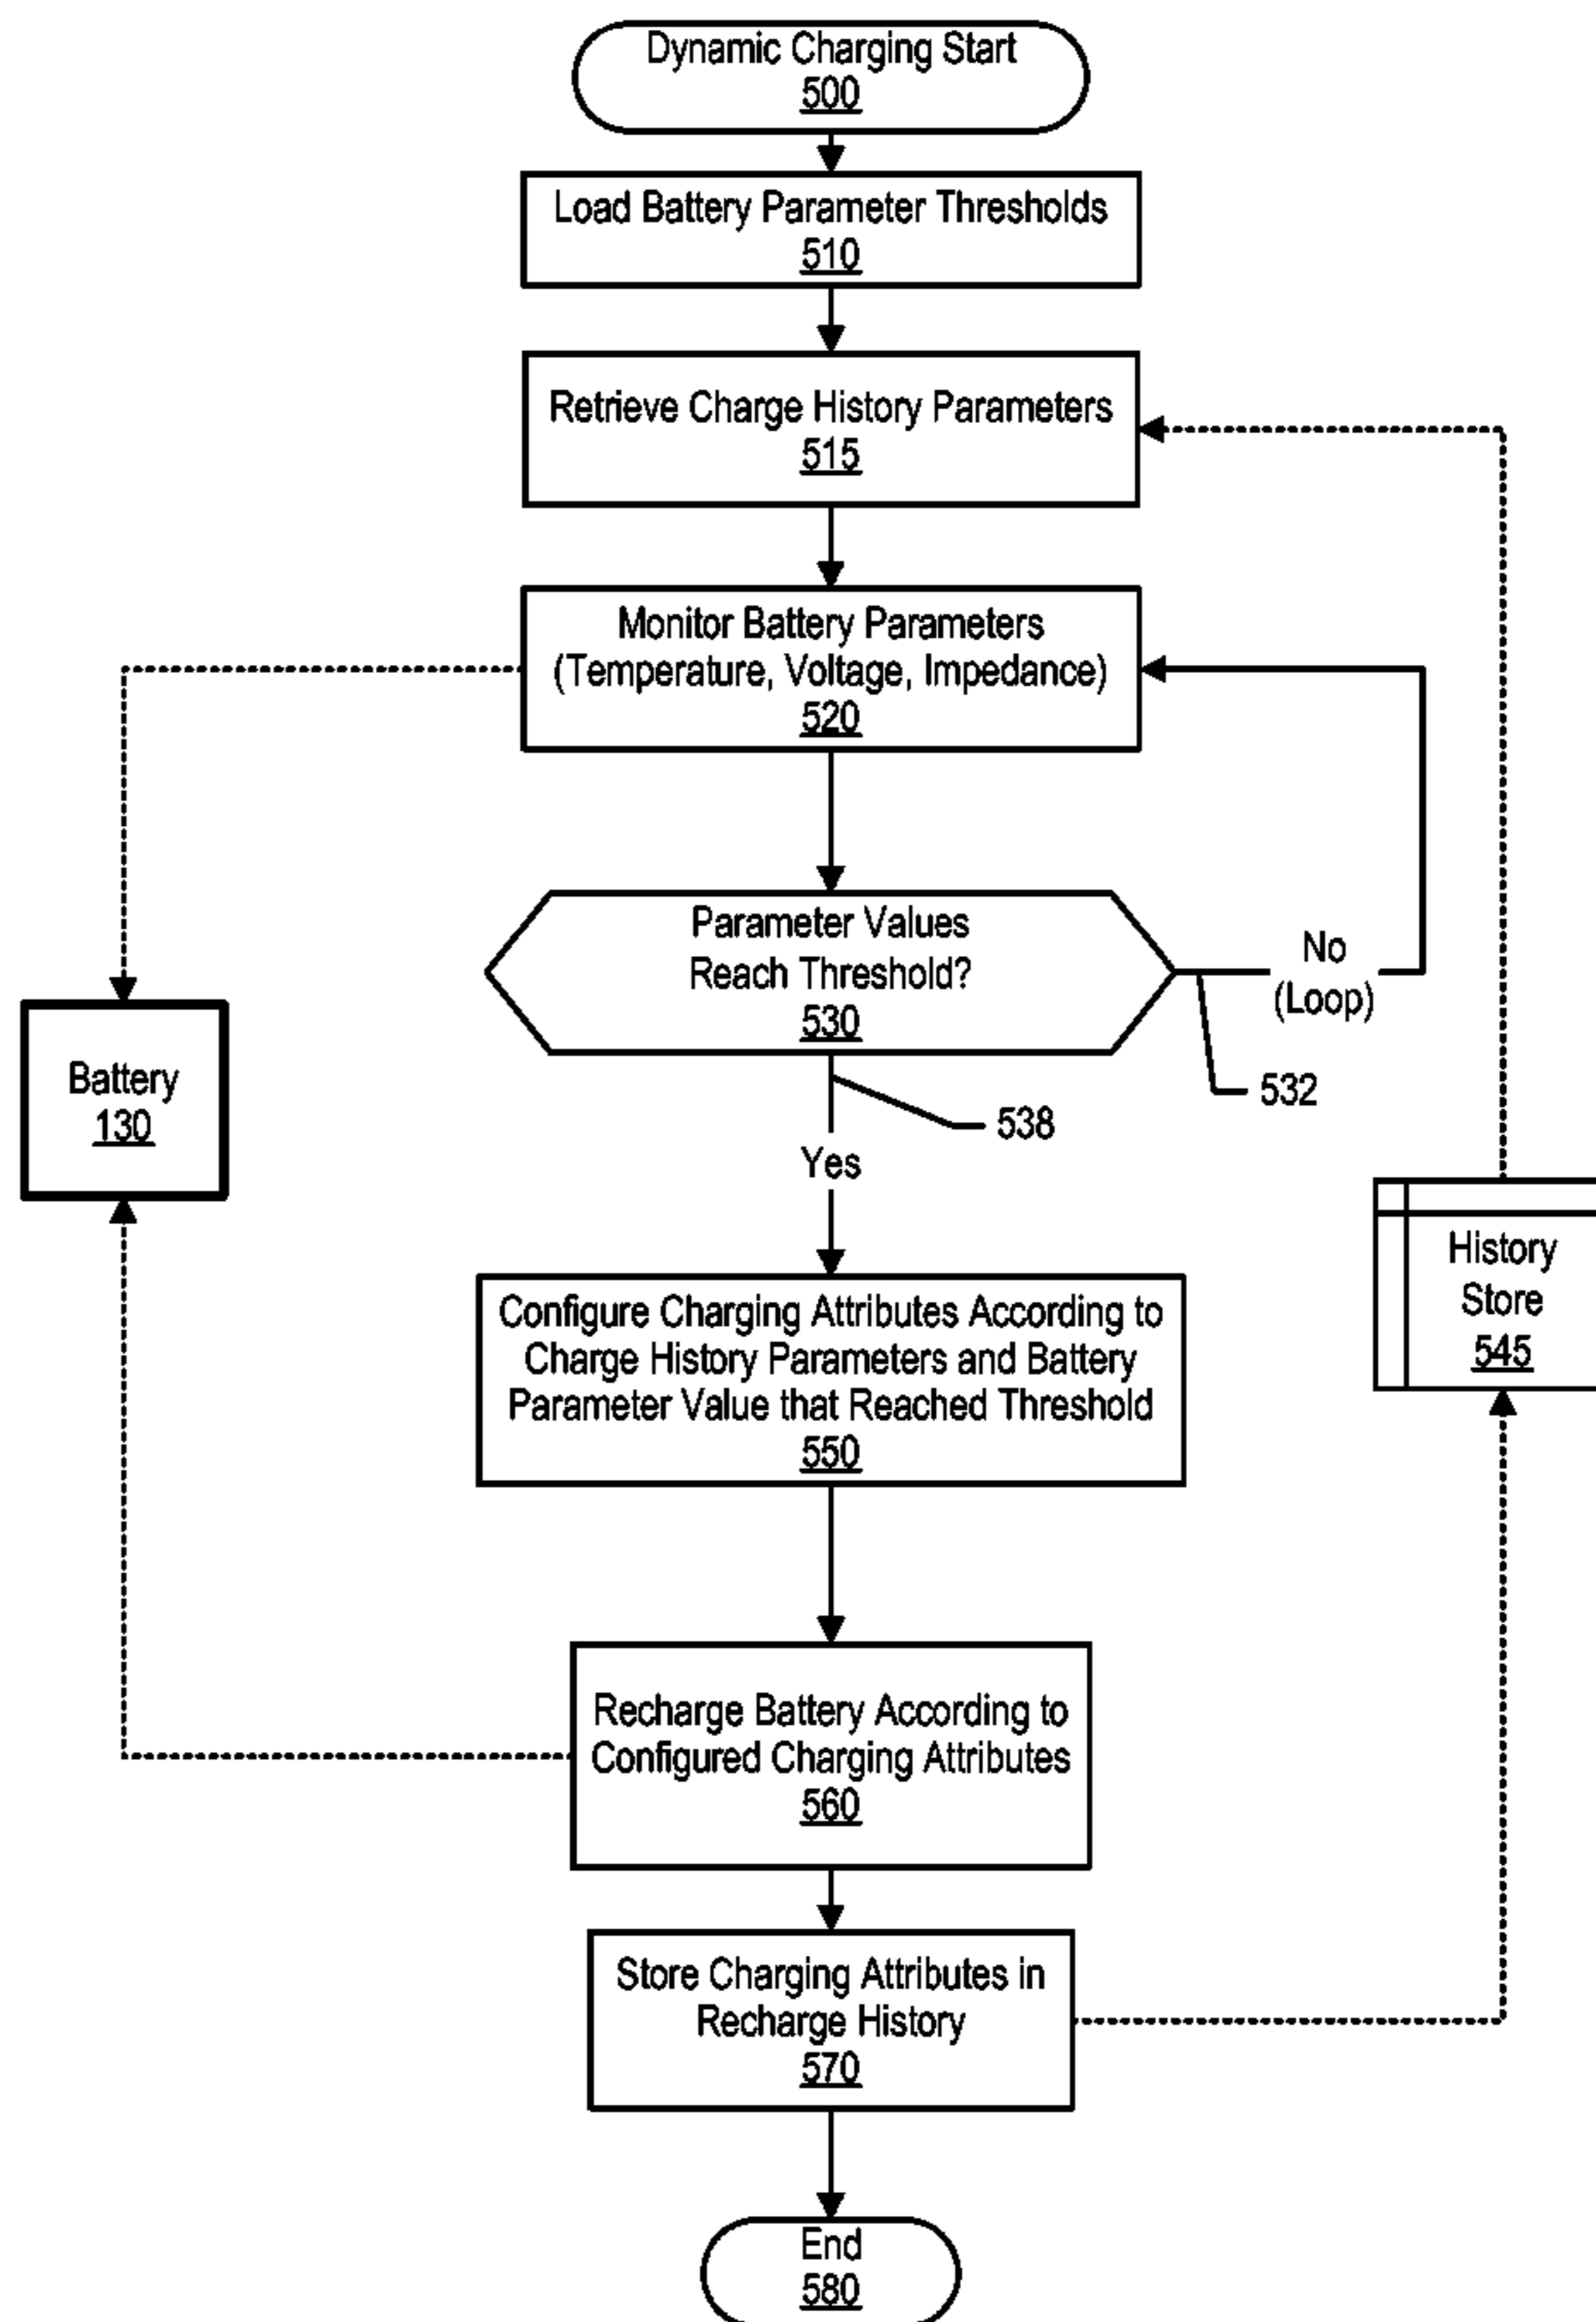 Dynamic Charging Start
500
Load Battery Parameter Thresholds
510
Retrieve Charge History Parameters
515
Monitor Battery Parameters
(Temperature, Voltage, Impedance)
520
Parameter Values
Reach Threshold?
530
No
(Loop)
532
538
Yes
Battery
130
History
Store
545
Configure Charging Attributes According to
Charge History Parameters and Battery
Parameter Value that Reached Threshold
550
Recharge Battery According to
Configured Charging Attributes
560
Store Charging Attributes in
Recharge History
570
End
580